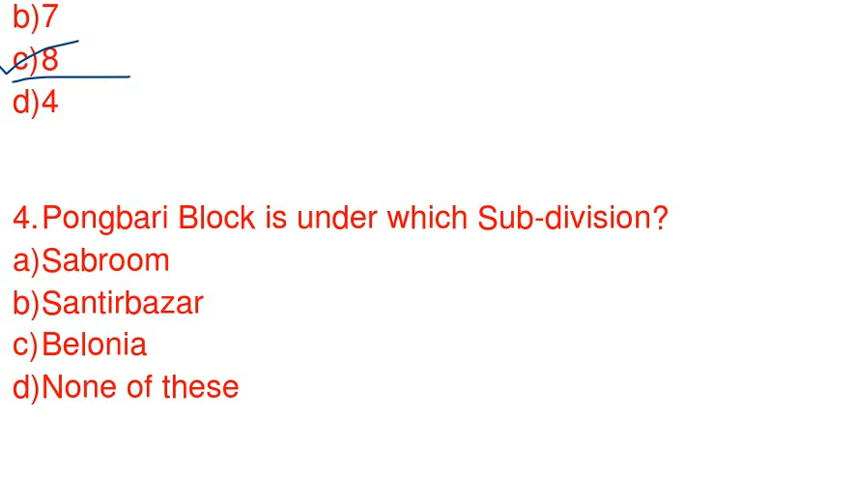 b)7
c)8
d)4
4.Pongbari Block is under which Sub-division?
a)Sabroom
b)Santirbazar
c)Belonia
d)None of these